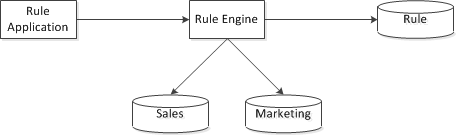 Rule
Application
Rule Engine
Rule
Sales
Marketing